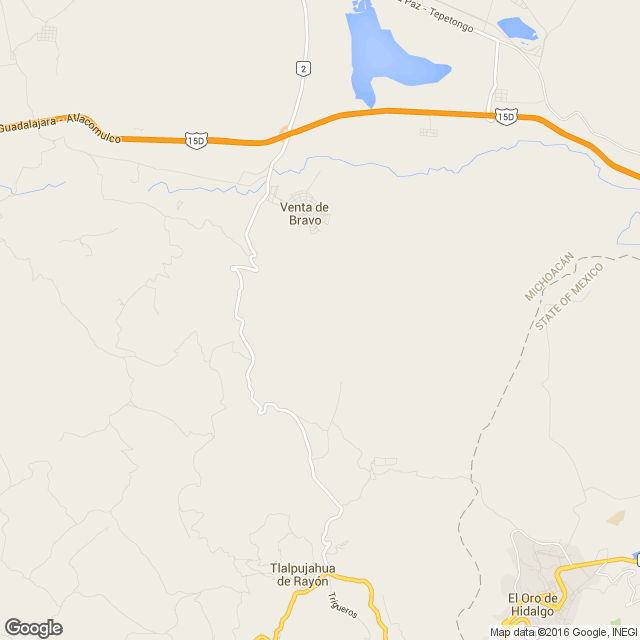 Paz - Tepetongo
2
15D
Guadalajara - Atlacomulco
15D
Venta de
Bravo
MICHOACÁN
STATE OF MEXICO
Tlalpujahua
de Rayón
Trigueros
El Oro de
Hidalgo
Google
Map data ©2016 Google, INEGI